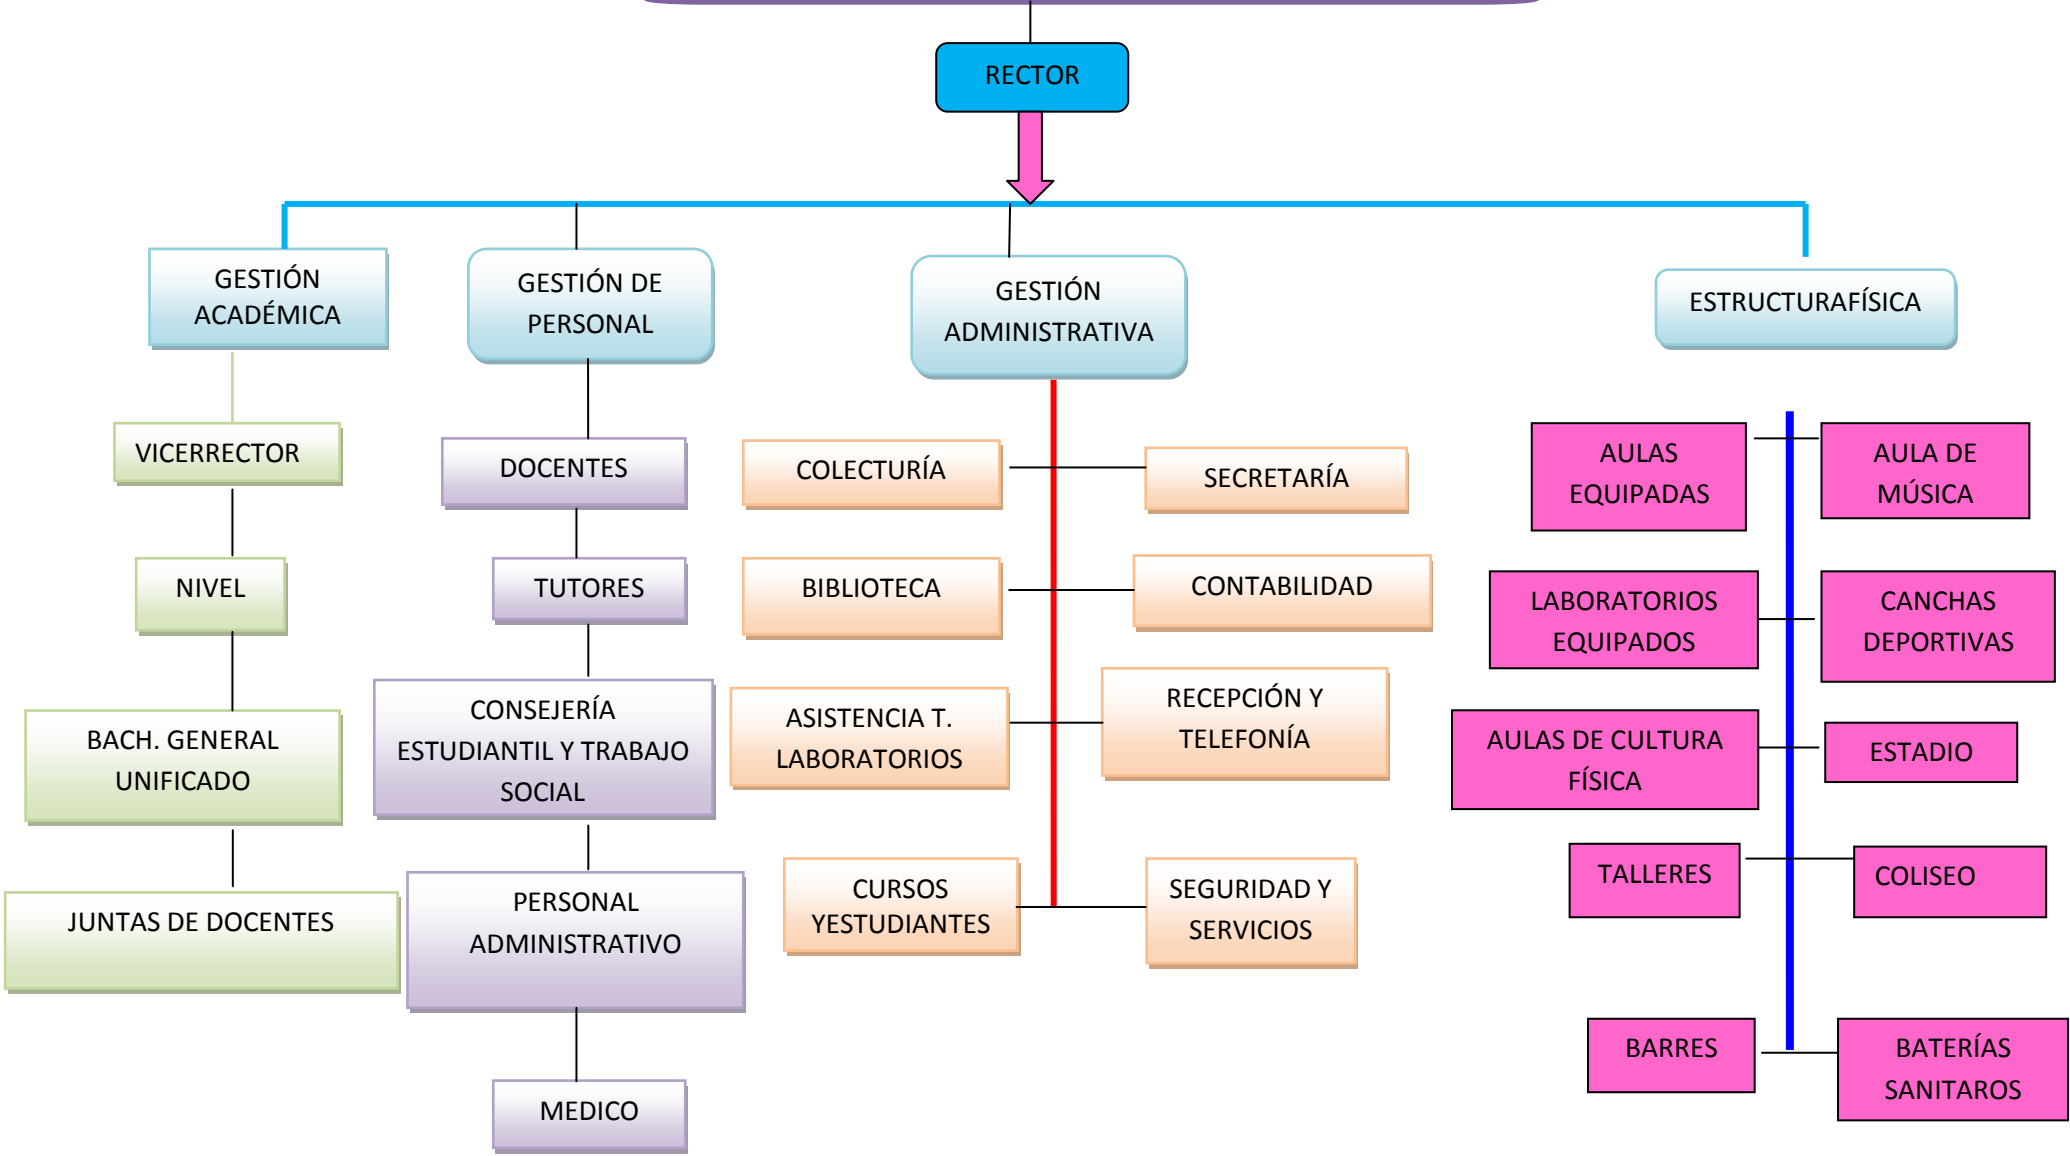 RECTOR
GESTIÓN
ACADÉMICA
GESTIÓN DE
PERSONAL
GESTIÓN
ADMINISTRATIVA
ESTRUCTURAFÍSICA
VICERRECTOR
NIVEL
BACH. GENERAL
UNIFICADO
JUNTAS DE DOCENTES
DOCENTES
TUTORES
CONSEJERÍA
ESTUDIANTIL Y TRABAJO
SOCIAL
PERSONAL
ADMINISTRATIVO
MEDICO
COLECTURÍA
SECRETARÍA
BIBLIOTECA
CONTABILIDAD
ASISTENCIA T.
LABORATORIOS
RECEPCIÓN Y
TELEFONÍA
CURSOS
YESTUDIANTES
SEGURIDAD Y
SERVICIOS
AULAS
EQUIPADAS
AULA DE
MÚSICA
LABORATORIOS
EQUIPADOS
CANCHAS
DEPORTIVAS
AULAS DE CULTURA
FÍSICA
ESTADIO
TALLERES
COLISEO
BARRES
BATERÍAS
SANITAROS